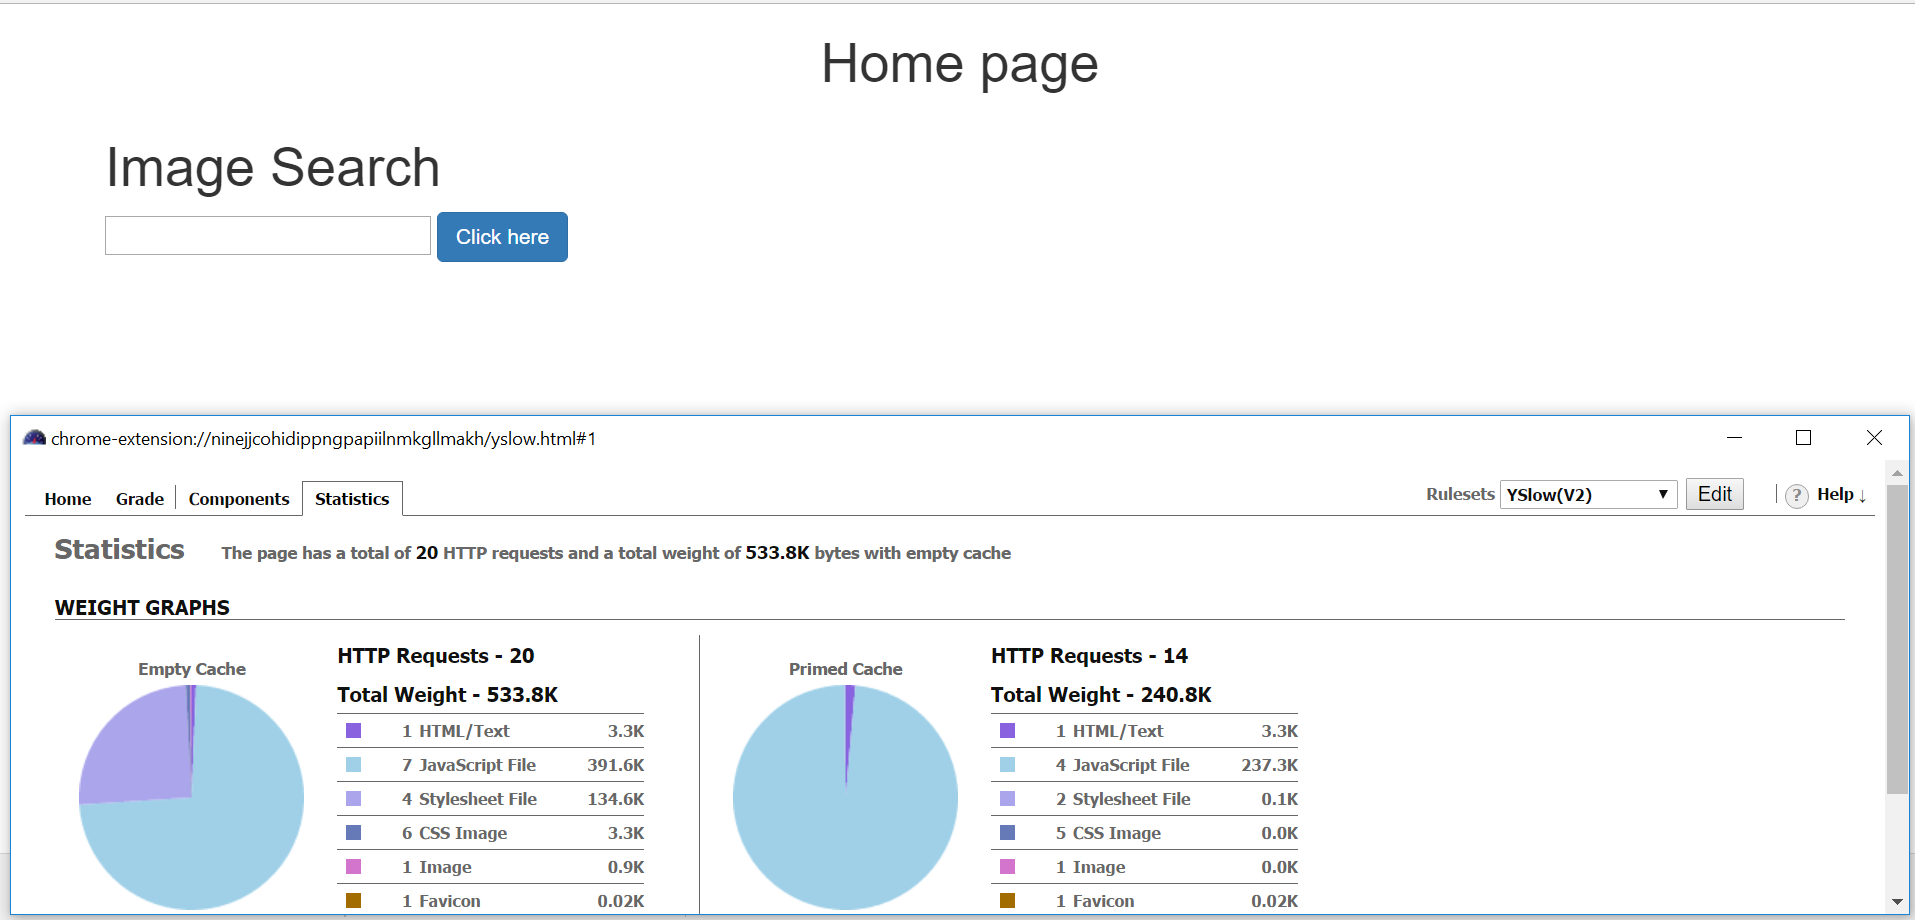 Home page
Image Search
Click here
chrome-extension://ninejjcohidippngpapiilnmkgllmakh/yslow.html#1
Home Grade Components Statistics Rulesets YSlow(V2) Edit ? Help ↓
Statistics The page has a total of 20 HTTP requests and a total weight of 533.8K bytes with empty cache
WEIGHT GRAPHS
Empty Cache
HTTP Requests - 20
Total Weight - 533.8K
1 HTML/Text 3.3K
7 JavaScript File 391.6K
4 Stylesheet File 134.6K
6 CSS Image 3.3K
1 Image 0.9K
1 Favicon 0.02K
Primed Cache
HTTP Requests - 14
Total Weight - 240.8K
1 HTML/Text 3.3K
4 JavaScript File 237.3K
2 Stylesheet File 0.1K
5 CSS Image 0.0K
1 Image 0.0K
1 Favicon 0.02K